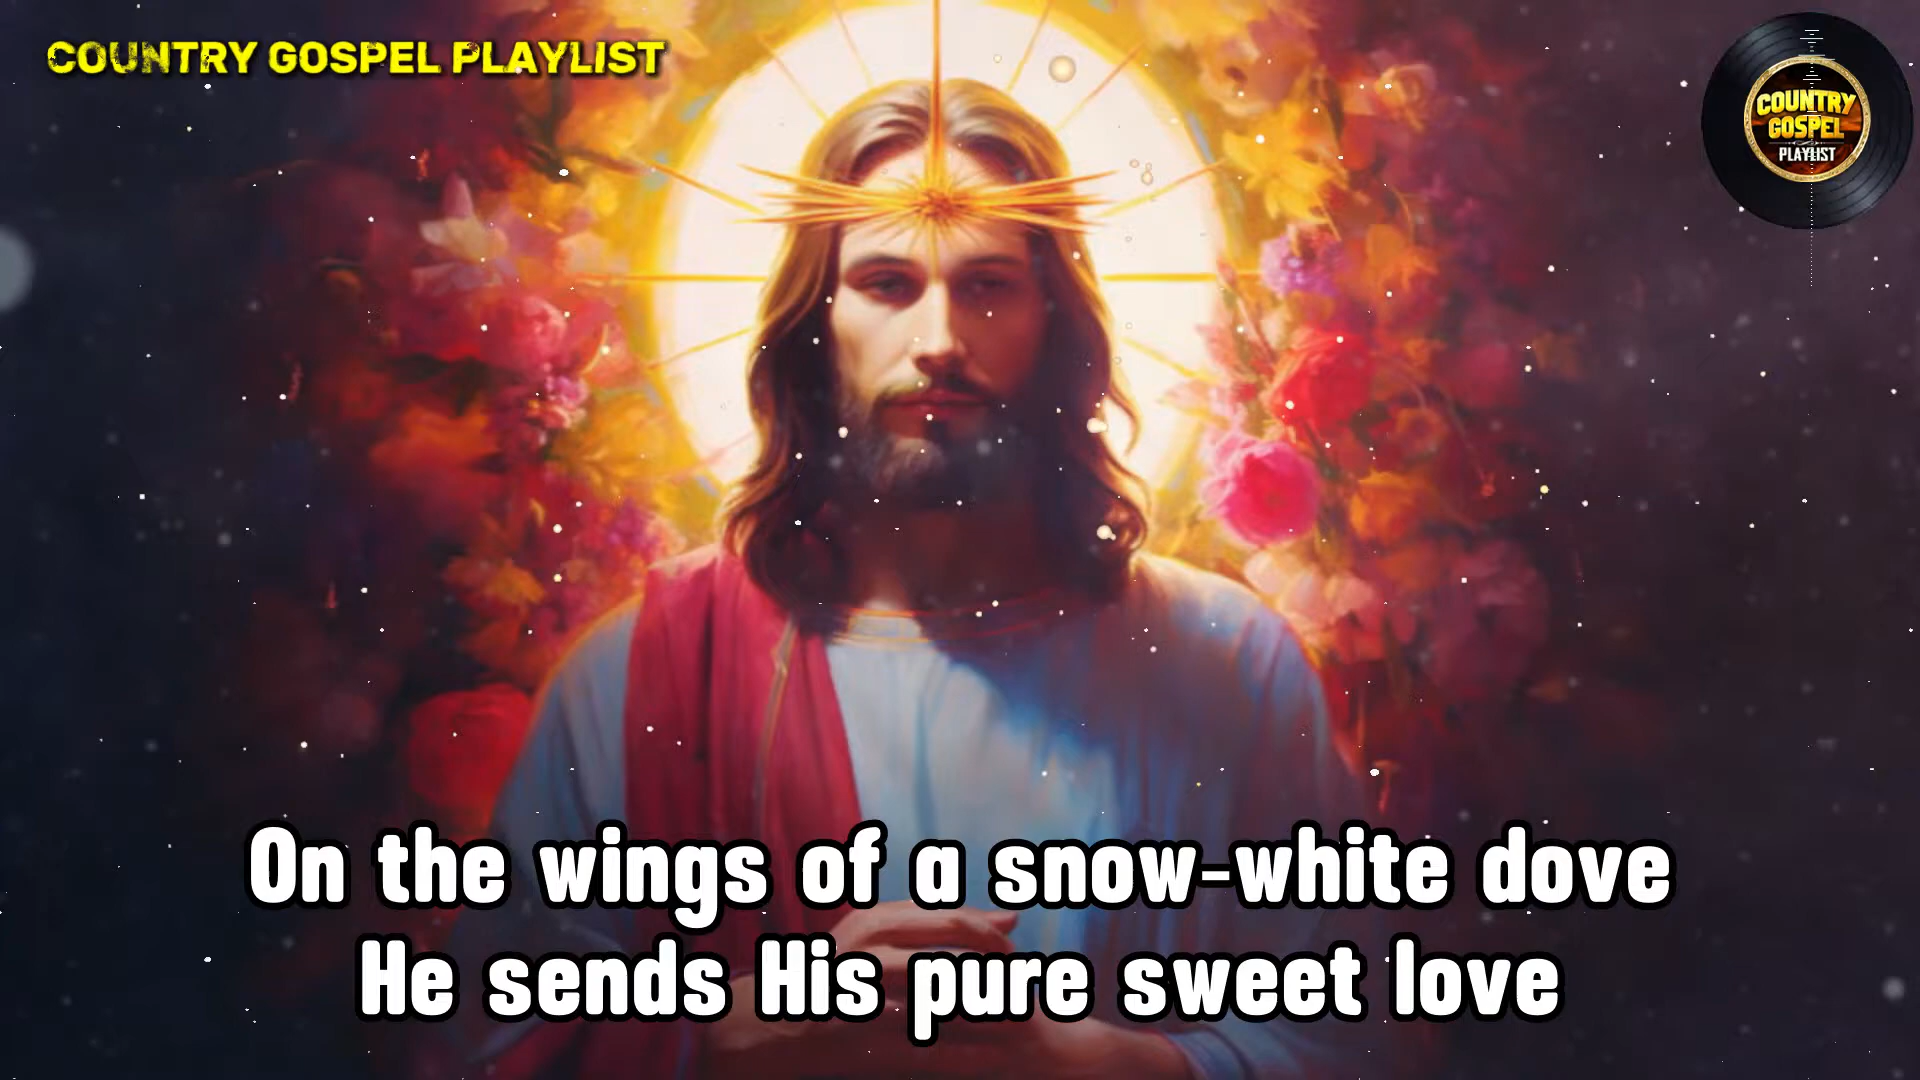 COUNTRY GOSPEL PLAYLIST
COUNTRY
GOSPEL
PLAYLIST
On the wings of a snow-white dove
He sends His pure sweet love